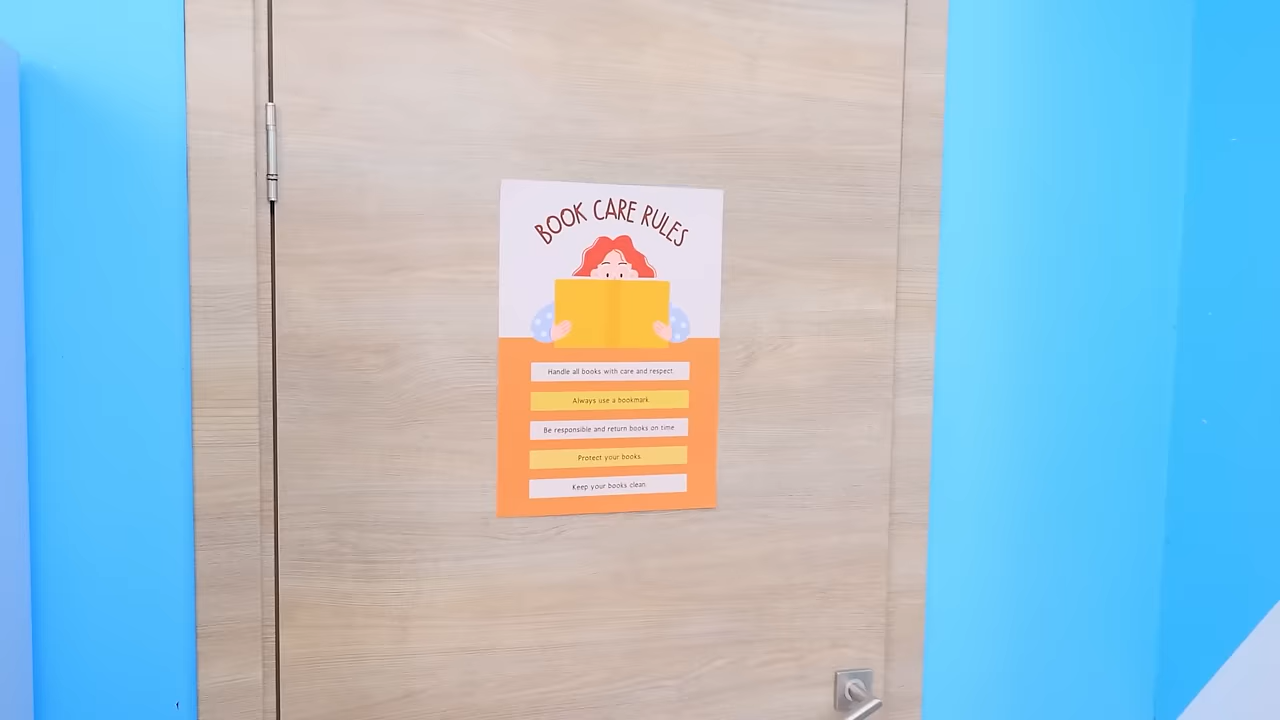 BOOK CARE RULES
Handle all books with care and respect.
Always use a bookmark.
Be responsible and return books on time
Protect your books.
Keep your books clean.